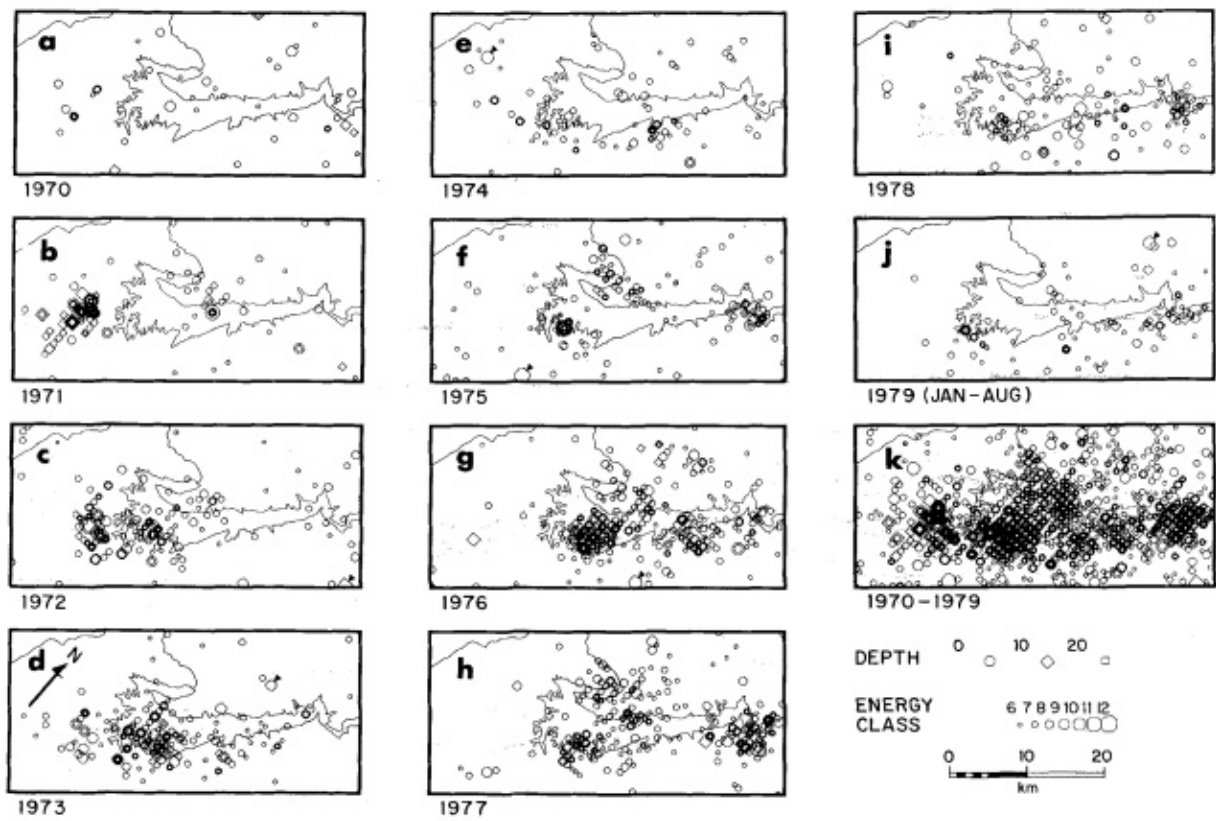 a
1970
b
1971
c
1972
d
N
1973
e
1974
f
1975
g
1976
h
1977
i
1978
j
1979 (JAN-AUG)
k
1970-1979
DEPTH 0 10 20
ENERGY CLASS 6 7 8 9 10 11 12
0 10 20
km